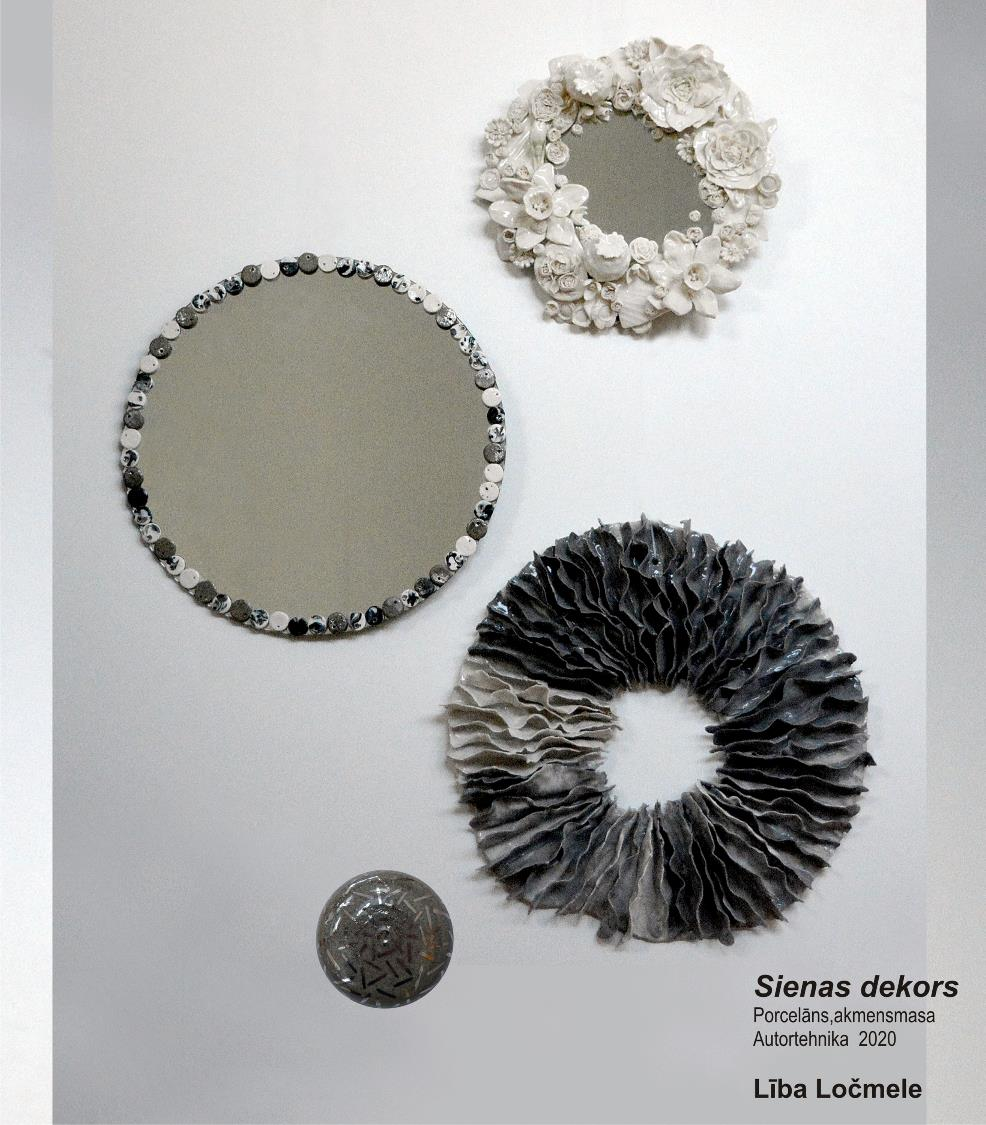 Sienas dekors
Porcelāns,akmensmasa
Autortehnika 2020
Lība Ločmele